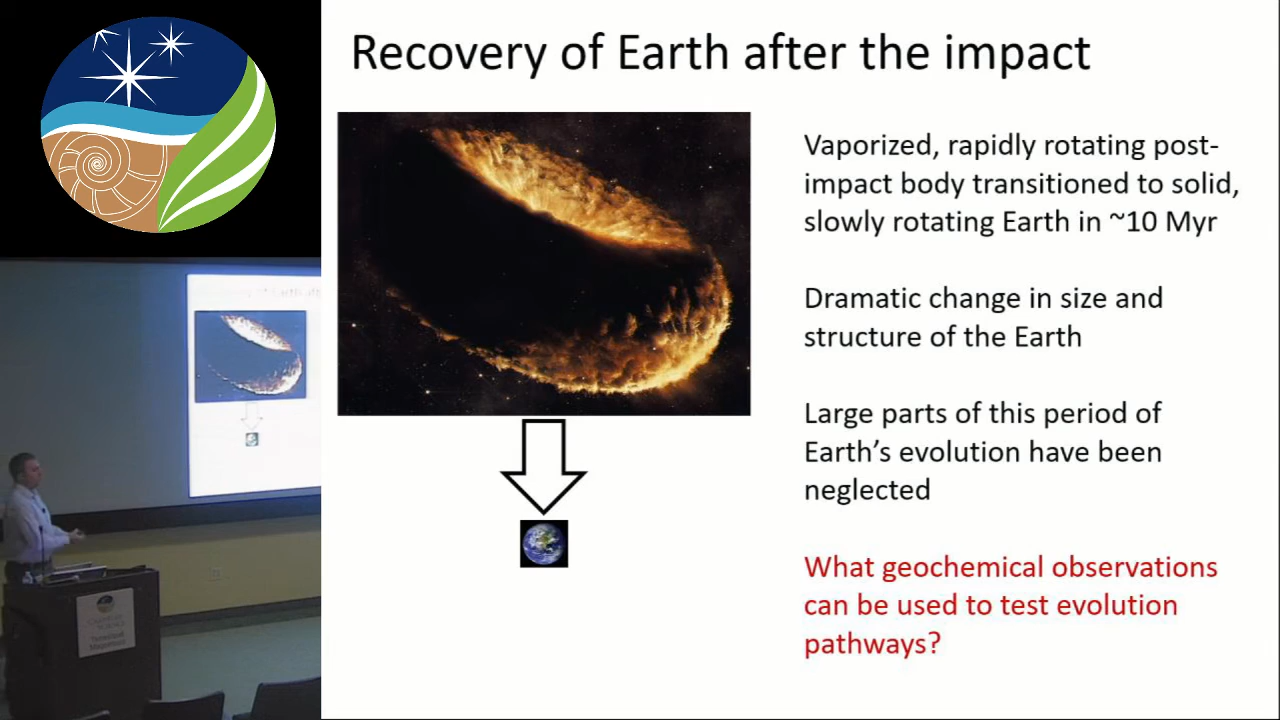 Recovery of Earth after the impact
Vaporized, rapidly rotating post-
impact body transitioned to solid,
slowly rotating Earth in ~10 Myr
Dramatic change in size and
structure of the Earth
Large parts of this period of
Earth’s evolution have been
neglected
What geochemical observations
can be used to test evolution
pathways?